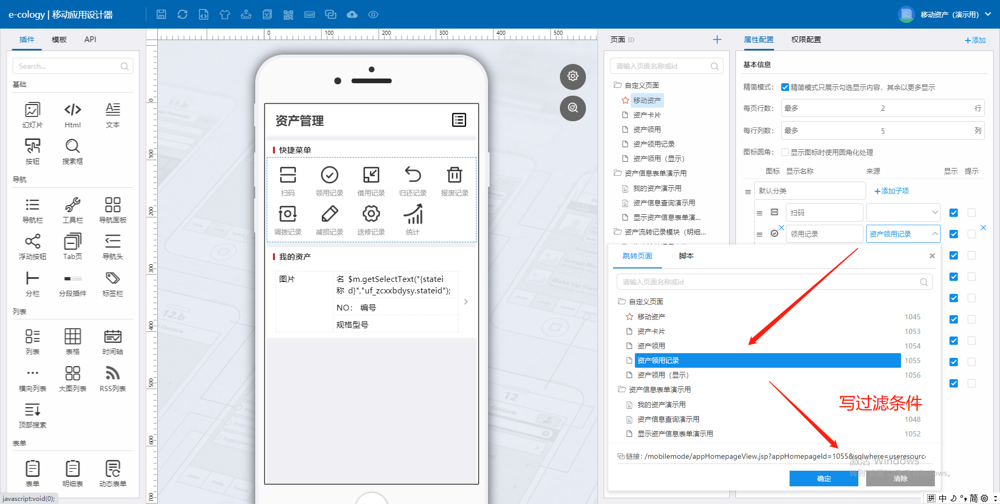 e-cology | 移动应用设计器
移动资产（演示用）
插件 模板 API
Search...
基础
幻灯片 Html 文本
按钮 搜索框
导航
导航栏 工具栏 导航面板
浮动按钮 Tab页 导航头
分栏 分段插件 标签栏
列表
列表 表格 时间轴
横向列表 大图列表 RSS列表
顶部搜索
表单
表单 明细表 动态表单
javascript:void(0);
0 100 200 300 400 500
0
100
200
300
400
500
600
700
资产管理
快捷菜单
扫码 领用记录 借用记录 归还记录 报废记录
调拨记录 减损记录 送修记录 统计
我的资产
图片
名称 $m.getSelectText("{stateid}","uf_zcxxbdysy.stateid");
NO： 编号
规格型号
页面 ID
请输入页面名称或id
自定义页面
移动资产
资产卡片
资产领用
资产领用记录
资产领用（显示）
资产信息表单演示用
我的资产演示用
资产信息查询演示用
显示资产信息表单演...
资产流转记录模块（明细...
属性配置 权限配置 添加
基本信息
精简模式： 精简模式只展示勾选显示内容，其余以更多显示
每页行数： 最多 2 行
每行列数： 最多 5 列
图标圆角： 显示图标时使用圆角化处理
图标 显示名称 来源 显示 提示
默认分类 添加子项
扫码
领用记录 资产领用记录
跳转页面 脚本
请输入页面名称或id
自定义页面
移动资产 1045
资产卡片 1053
资产领用 1054
资产领用记录 1055
资产领用（显示） 1056
资产信息表单演示用
我的资产演示用
写过滤条件
资产信息查询演示用 1048
显示资产信息表单演示用 1052
链接：/mobilemode/appHomepageView.jsp?appHomepageId=1055&sqlwhere=useresource
激活 Windows
转到"设置"以激活 Windows。
确定 清除
拼 中 简